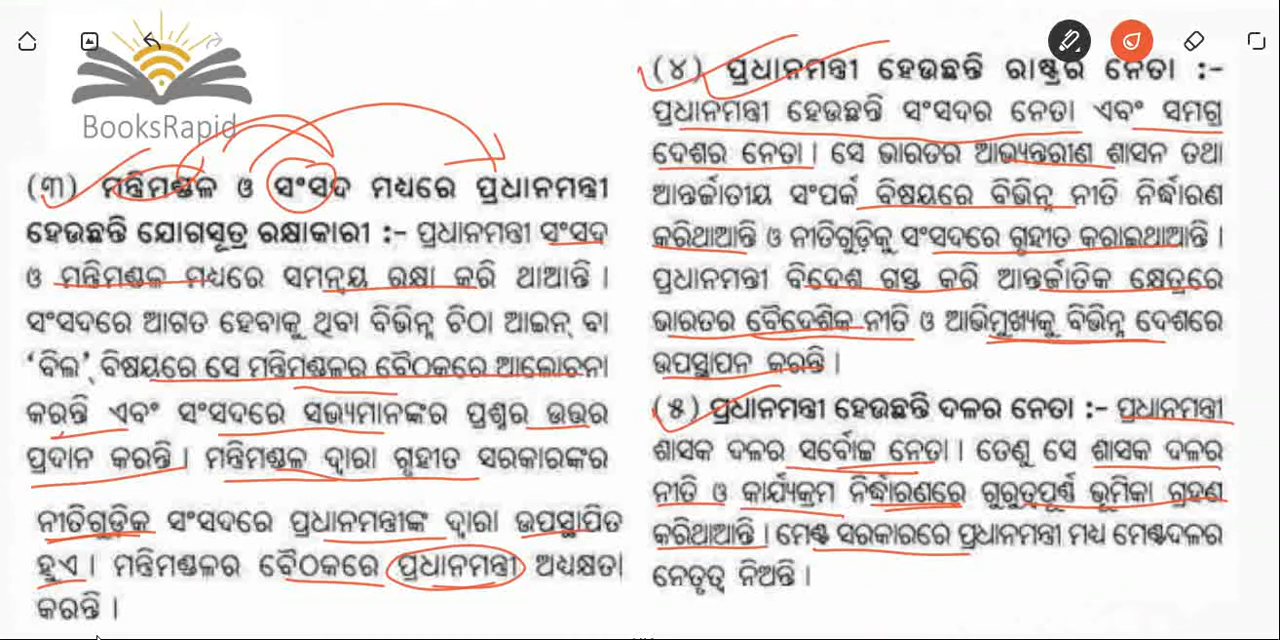 BooksRapid
(୩) ମନ୍ତ୍ରିମଣ୍ଡଳ ଓ ସଂସଦ ମଧ୍ୟରେ ପ୍ରଧାନମନ୍ତ୍ରୀ
ହେଉଛନ୍ତି ଯୋଗସୂତ୍ର ରକ୍ଷାକାରୀ :- ପ୍ରଧାନମନ୍ତ୍ରୀ ସଂସଦ
ଓ ମନ୍ତ୍ରିମଣ୍ଡଳ ମଧ୍ୟରେ ସମନ୍ୱୟ ରକ୍ଷା କରି ଥାଆନ୍ତି ।
ସଂସଦରେ ଆଗତ ହେବାକୁ ଥିବା ବିଭିନ୍ନ ଚିଠା ଆଇନ୍ ବା
‘ବିଲ’ ବିଷୟରେ ସେ ମନ୍ତ୍ରିମଣ୍ଡଳର ବୈଠକରେ ଆଲୋଚନା
କରନ୍ତି ଏବଂ ସଂସଦରେ ସଭ୍ୟମାନଙ୍କର ପ୍ରଶ୍ନର ଉତ୍ତର
ପ୍ରଦାନ କରନ୍ତି । ମନ୍ତ୍ରିମଣ୍ଡଳ ଦ୍ୱାରା ଗୃହୀତ ସରକାରଙ୍କର
ନୀତିଗୁଡ଼ିକ ସଂସଦରେ ପ୍ରଧାନମନ୍ତ୍ରୀଙ୍କ ଦ୍ୱାରା ଉପସ୍ଥାପିତ
ହୁଏ । ମନ୍ତ୍ରିମଣ୍ଡଳର ବୈଠକରେ ପ୍ରଧାନମନ୍ତ୍ରୀ ଅଧ୍ୟକ୍ଷତା
କରନ୍ତି ।
(୪) ପ୍ରଧାନମନ୍ତ୍ରୀ ହେଉଛନ୍ତି ରାଷ୍ଟ୍ରର ନେତା :-
ପ୍ରଧାନମନ୍ତ୍ରୀ ହେଉଛନ୍ତି ସଂସଦର ନେତା ଏବଂ ସମଗ୍ର
ଦେଶର ନେତା । ସେ ଭାରତର ଆଭ୍ୟନ୍ତରୀଣ ଶାସନ ତଥା
ଆନ୍ତର୍ଜାତୀୟ ସଂପର୍କ ବିଷୟରେ ବିଭିନ୍ନ ନୀତି ନିର୍ଦ୍ଧାରଣ
କରିଥାଆନ୍ତି ଓ ନୀତିଗୁଡ଼ିକୁ ସଂସଦରେ ଗୃହୀତ କରାଇଥାଆନ୍ତି ।
ପ୍ରଧାନମନ୍ତ୍ରୀ ବିଦେଶ ଗସ୍ତ କରି ଆନ୍ତର୍ଜାତିକ କ୍ଷେତ୍ରରେ
ଭାରତର ବୈଦେଶିକ ନୀତି ଓ ଆଭିମୁଖ୍ୟକୁ ବିଭିନ୍ନ ଦେଶରେ
ଉପସ୍ଥାପନ କରନ୍ତି ।
(୫) ପ୍ରଧାନମନ୍ତ୍ରୀ ହେଉଛନ୍ତି ଦଳର ନେତା :- ପ୍ରଧାନମନ୍ତ୍ରୀ
ଶାସକ ଦଳର ସର୍ବୋଚ୍ଚ ନେତା । ତେଣୁ ସେ ଶାସକ ଦଳର
ନୀତି ଓ କାର୍ଯ୍ୟକ୍ରମ ନିର୍ଦ୍ଧାରଣରେ ଗୁରୁତ୍ୱପୂର୍ଣ୍ଣ ଭୂମିକା ଗ୍ରହଣ
କରିଥାଆନ୍ତି । ମେଣ୍ଟ ସରକାରରେ ପ୍ରଧାନମନ୍ତ୍ରୀ ମଧ୍ୟ ମେଣ୍ଟଦଳର
ନେତୃତ୍ୱ ନିଅନ୍ତି ।